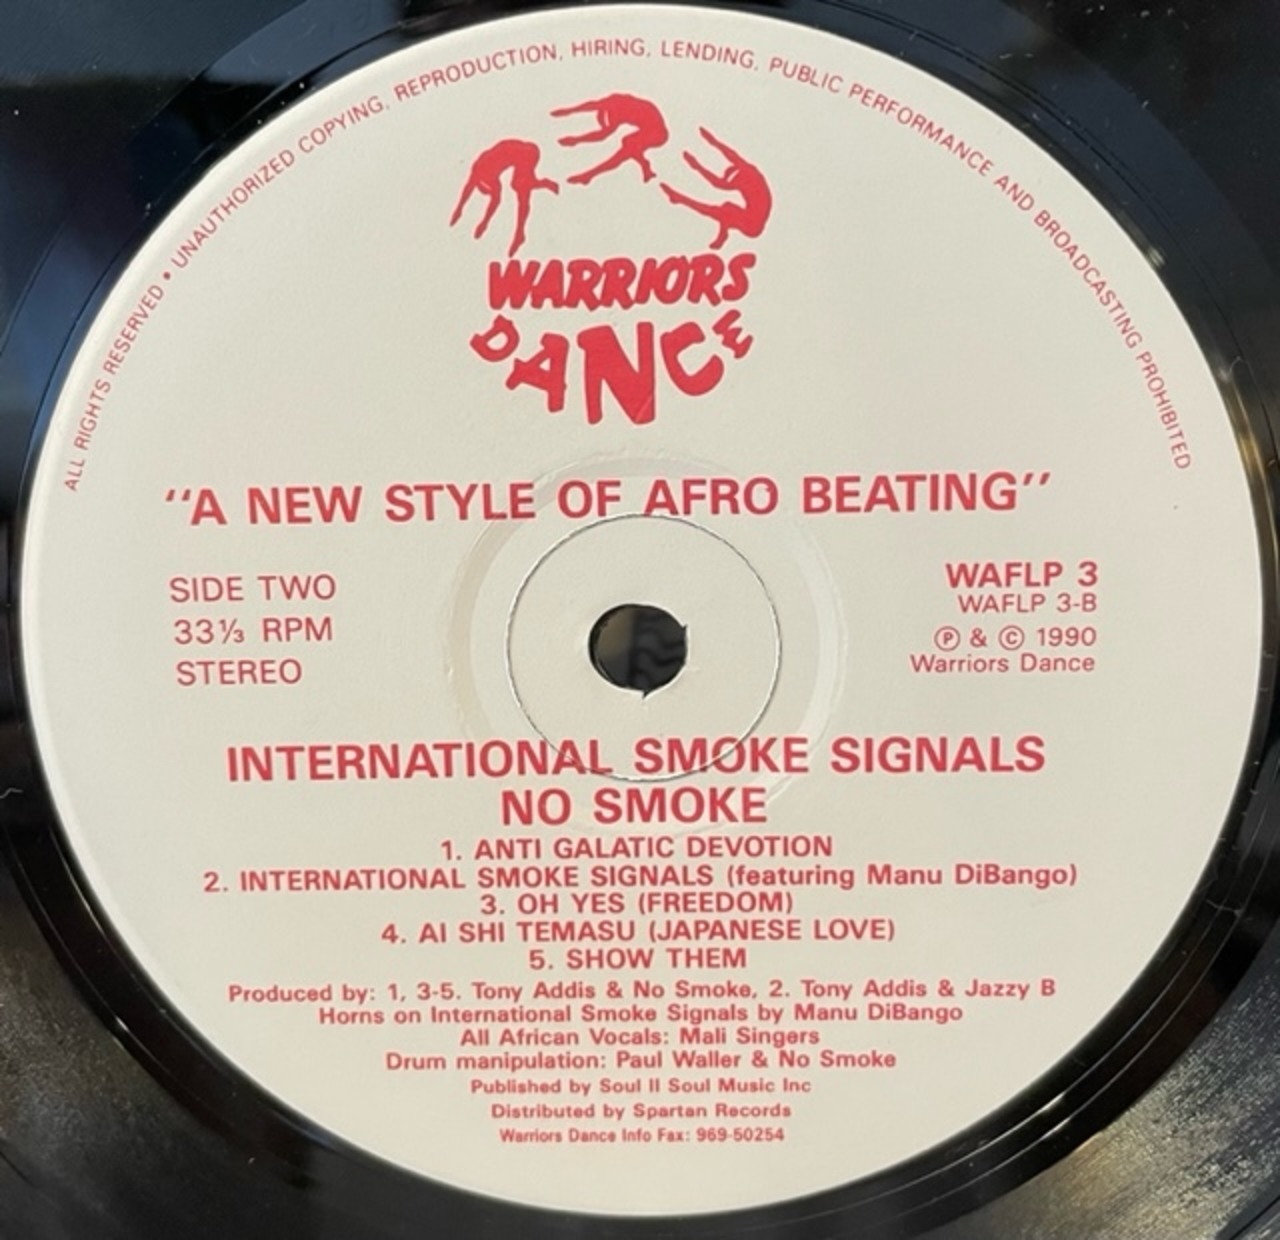 ALL RIGHTS RESERVED • UNAUTHORIZED COPYING, REPRODUCTION, HIRING, LENDING, PUBLIC PERFORMANCE AND BROADCASTING PROHIBITED
WARRIORS
DANCE
"A NEW STYLE OF AFRO BEATING"
SIDE TWO
33⅓ RPM
STEREO
WAFLP 3
WAFLP 3-B
Ⓟ & © 1990
Warriors Dance
INTERNATIONAL SMOKE SIGNALS
NO SMOKE
1. ANTI GALATIC DEVOTION
2. INTERNATIONAL SMOKE SIGNALS (featuring Manu DiBango)
3. OH YES (FREEDOM)
4. AI SHI TEMASU (JAPANESE LOVE)
5. SHOW THEM
Produced by: 1, 3-5. Tony Addis & No Smoke, 2. Tony Addis & Jazzy B
Horns on International Smoke Signals by Manu DiBango
All African Vocals: Mali Singers
Drum manipulation: Paul Waller & No Smoke
Published by Soul II Soul Music Inc
Distributed by Spartan Records
Warriors Dance Info Fax: 969-50254